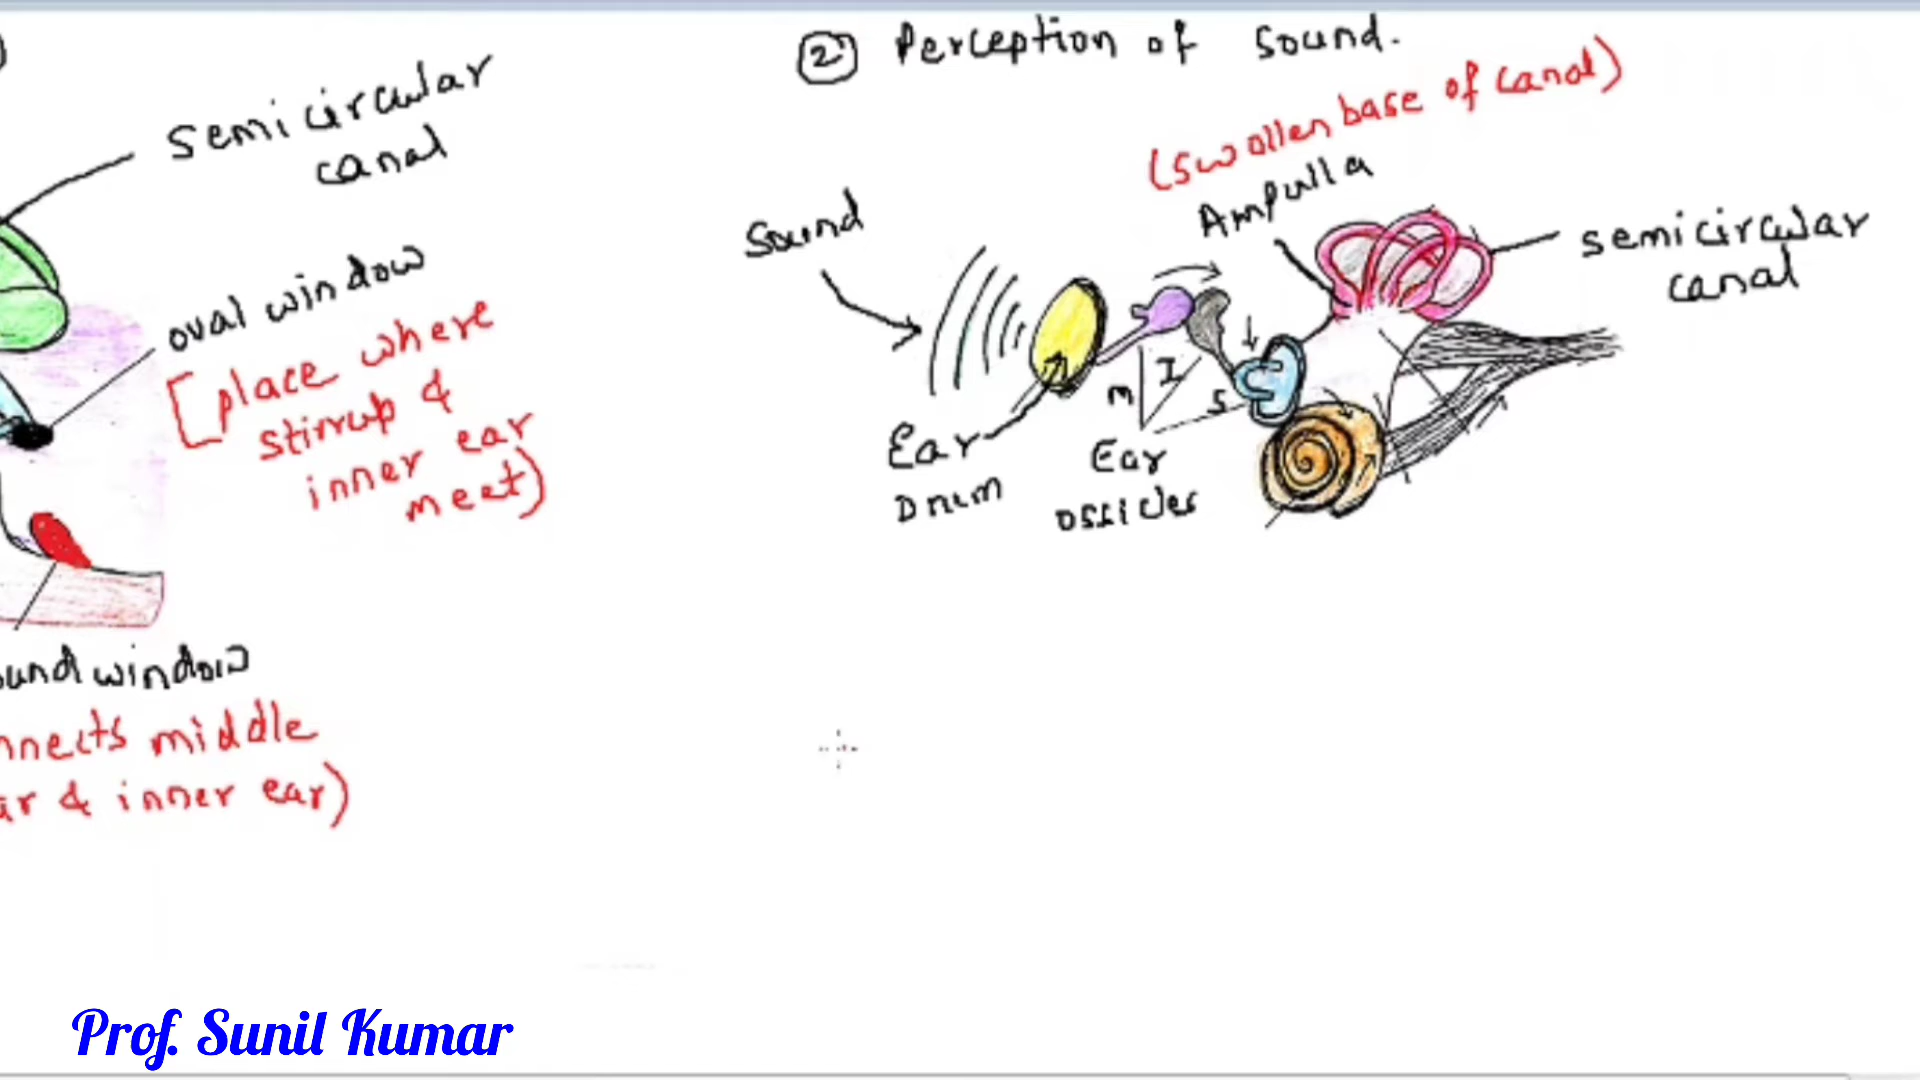 semicircular
canal
oval window
[place where
stirrup &
inner ear
meet)
und window
nnects middle
ar & inner ear)
② Perception of sound.
(swollen base of canal)
Ampulla
Sound
semicircular
canal
M I S
Ear
Drum
Ear
ossicles
Prof. Sunil Kumar